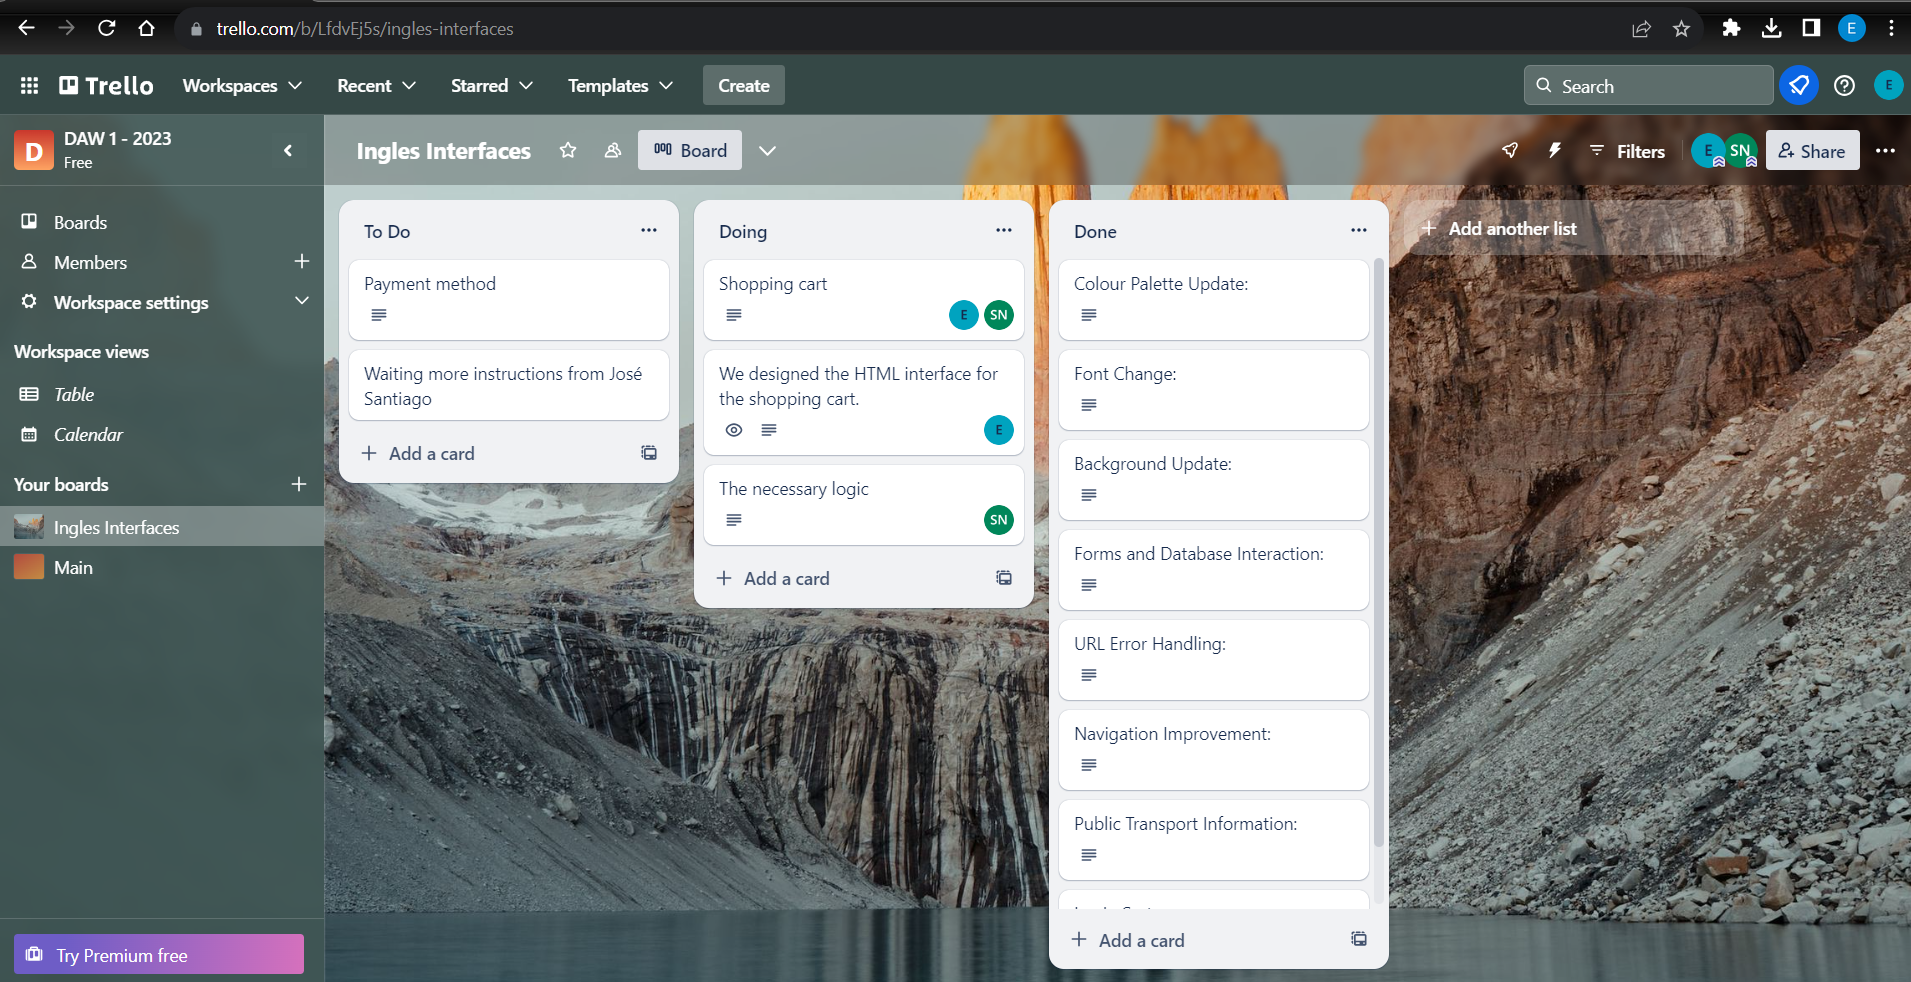 trello.com/b/LfdvEj5s/ingles-interfaces
E
Trello
Workspaces
Recent
Starred
Templates
Create
Search
E
D
DAW 1 - 2023
Free
Ingles Interfaces
Board
Filters
E
SN
Share
Boards
Members
Workspace settings
Workspace views
Table
Calendar
Your boards
Ingles Interfaces
Main
Try Premium free
To Do
Payment method
Waiting more instructions from José
Santiago
Add a card
Doing
Shopping cart
E
SN
We designed the HTML interface for
the shopping cart.
E
The necessary logic
SN
Add a card
Done
Colour Palette Update:
Font Change:
Background Update:
Forms and Database Interaction:
URL Error Handling:
Navigation Improvement:
Public Transport Information:
Add a card
Add another list